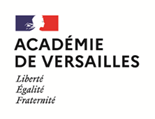 ACADÉMIE
DE VERSAILLES
Liberté
Égalité
Fraternité